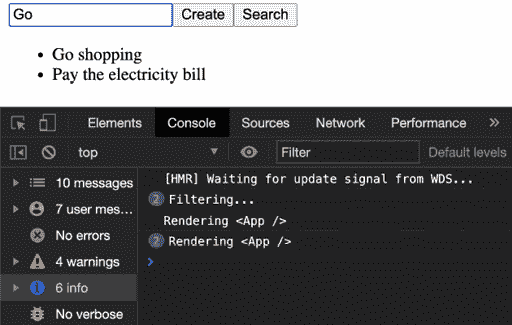 Go Create Search
• Go shopping
• Pay the electricity bill
Elements Console Sources Network Performance »
top Filter Default levels
10 messages
7 user mes...
No errors
4 warnings
6 info
No verbose
[HMR] Waiting for update signal from WDS...
2 Filtering...
Rendering <App />
2 Rendering <App />